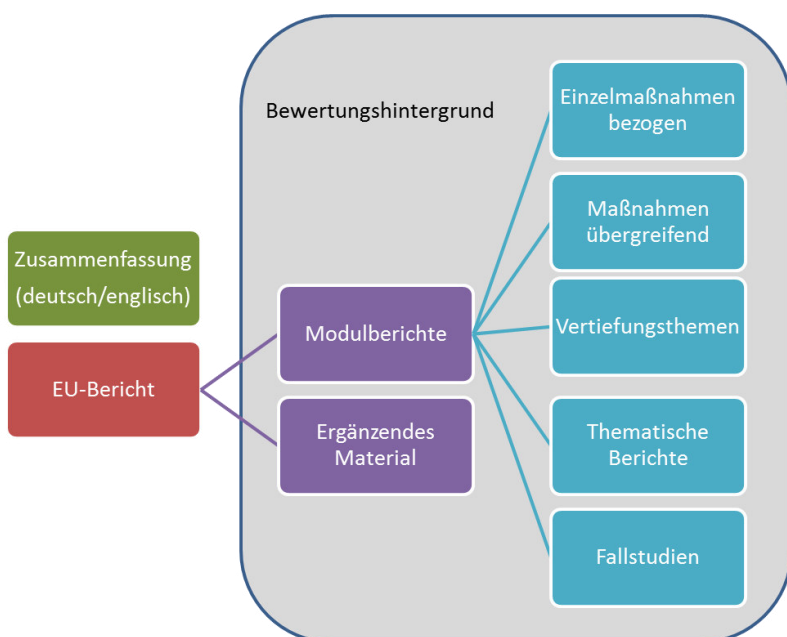 Bewertungshintergrund
Zusammenfassung
(deutsch/englisch)
EU-Bericht
Modulberichte
Ergänzendes
Material
Einzelmaßnahmen
bezogen
Maßnahmen
übergreifend
Vertiefungsthemen
Thematische
Berichte
Fallstudien